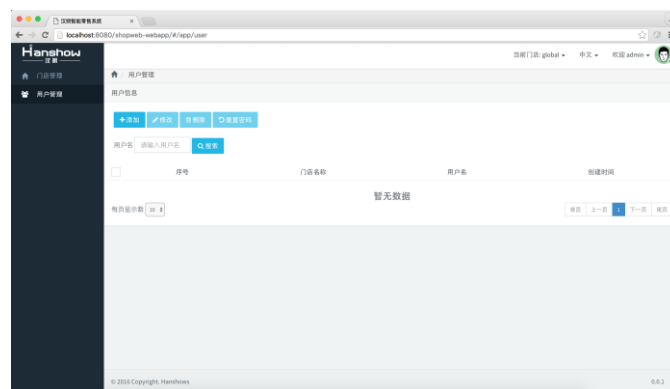 汉朔智能零售系统
localhost:8080/shopweb-webapp/#/app/user
Hanshow
汉朔
当前门店: global
中文
欢迎 admin
门店管理
用户管理
用户管理
用户信息
添加
修改
删除
重置密码
用户名
请输入用户名
搜索
序号
门店名称
用户名
创建时间
暂无数据
每页显示数
10
首页
上一页
1
下一页
尾页
© 2016 Copyright. Hanshows
0.0.2